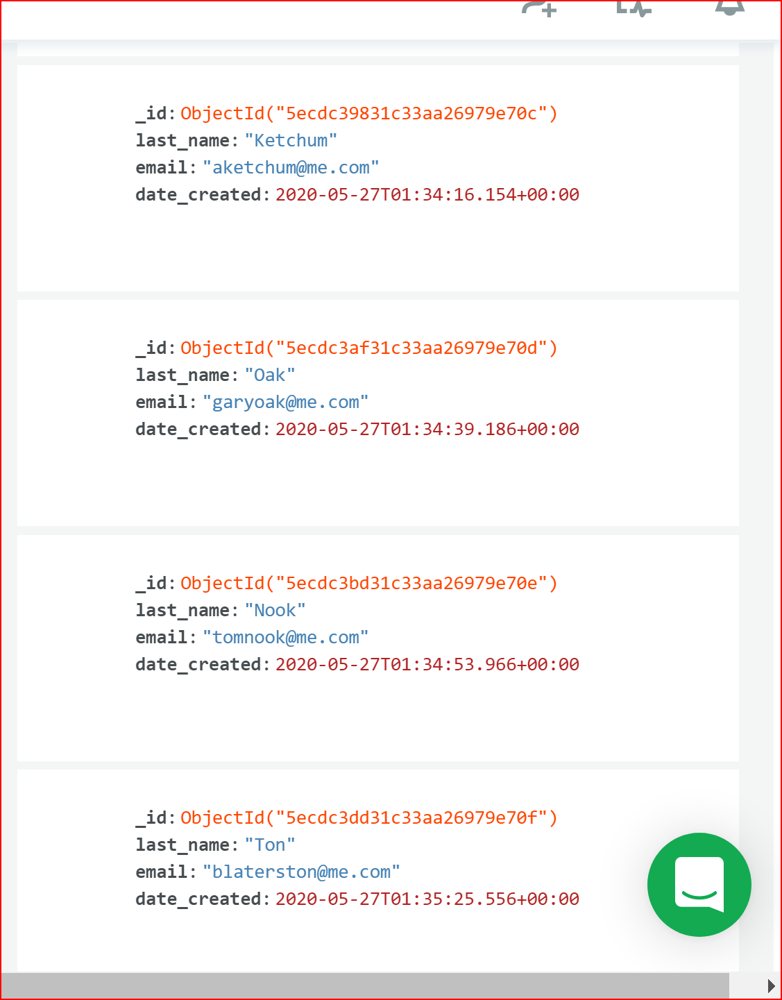 _id: ObjectId("5ecdc39831c33aa26979e70c")
last_name: "Ketchum"
email: "aketchum@me.com"
date_created: 2020-05-27T01:34:16.154+00:00
_id: ObjectId("5ecdc3af31c33aa26979e70d")
last_name: "Oak"
email: "garyoak@me.com"
date_created: 2020-05-27T01:34:39.186+00:00
_id: ObjectId("5ecdc3bd31c33aa26979e70e")
last_name: "Nook"
email: "tomnook@me.com"
date_created: 2020-05-27T01:34:53.966+00:00
_id: ObjectId("5ecdc3dd31c33aa26979e70f")
last_name: "Ton"
email: "blaterston@me.com"
date_created: 2020-05-27T01:35:25.556+00:00